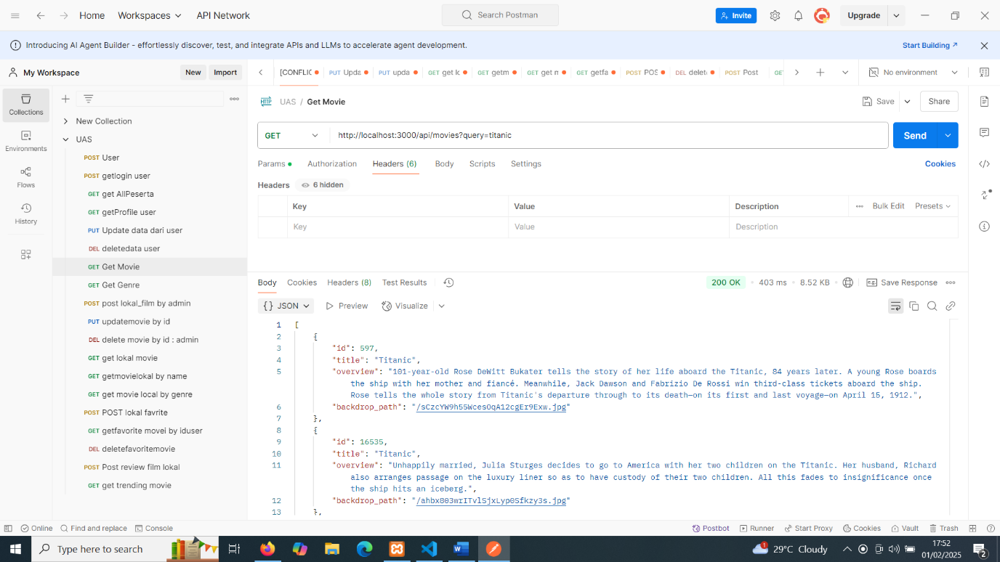 Home
Workspaces
API Network
Search Postman
Invite
Upgrade
Introducing AI Agent Builder - effortlessly discover, test, and integrate APIs and LLMs to accelerate agent development.
Start Building
My Workspace
New
Import
[CONFLIC
PUT Upda
PUT upda
GET get lo
GET getm
GET get m
GET getfa
POST POS
DEL delet
POST Post
GET
No environment
Collections
Environments
Flows
History
New Collection
UAS
POST User
POST getlogin user
GET get AllPeserta
GET getProfile user
PUT Update data dari user
DEL deletedata user
GET Get Movie
GET Get Genre
POST post lokal_film by admin
PUT updatemovie by id
DEL delete movie by id : admin
GET get lokal movie
GET getmovielokal by name
GET get movie local by genre
POST POST lokal favrite
GET getfavorite movei by iduser
DEL deletefavoritemovie
POST Post review film lokal
GET get trending movie
HTTP UAS / Get Movie
Save
Share
GET
http://localhost:3000/api/movies?query=titanic
Send
Params
Authorization
Headers (6)
Body
Scripts
Settings
Cookies
Headers
6 hidden
Key
Value
Description
Bulk Edit
Presets
Key
Value
Description
Body
Cookies
Headers (8)
Test Results
200 OK
403 ms
8.52 KB
e.g.
Save Response
{} JSON
Preview
Visualize
1 [
2 {
3 "id": 597,
4 "title": "Titanic",
5 "overview": "101-year-old Rose DeWitt Bukater tells the story of her life aboard the Titanic, 84 years later. A young Rose boards
the ship with her mother and fiancé. Meanwhile, Jack Dawson and Fabrizio De Rossi win third-class tickets aboard the ship.
Rose tells the whole story from Titanic's departure through to its death—on its first and last voyage—on April 15, 1912.",
6 "backdrop_path": "/sCzcYW9h55WcesOqA12cgEr9Exw.jpg"
7 },
8 {
9 "id": 16535,
10 "title": "Titanic",
11 "overview": "Unhappily married, Julia Sturges decides to go to America with her two children on the Titanic. Her husband, Richard
also arranges passage on the luxury liner so as to have custody of their two children. All this fades to insignificance once
the ship hits an iceberg.",
12 "backdrop_path": "/ahbx803wrITvlSjxLyp0Sfkzy3s.jpg"
13 },
Online
Find and replace
Console
Postbot
Runner
Start Proxy
Cookies
Vault
Trash
Type here to search
1
29°C Cloudy
17:52
01/02/2025
2